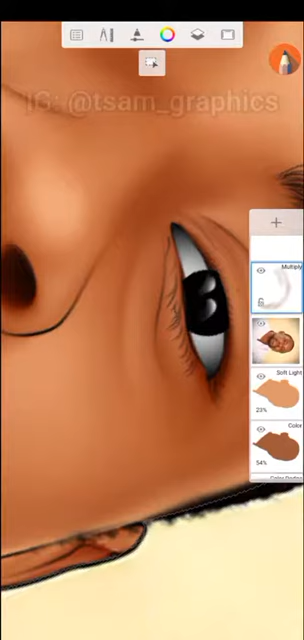 IG: @tsam_graphics
Multiply
Soft Light
23%
Color
54%